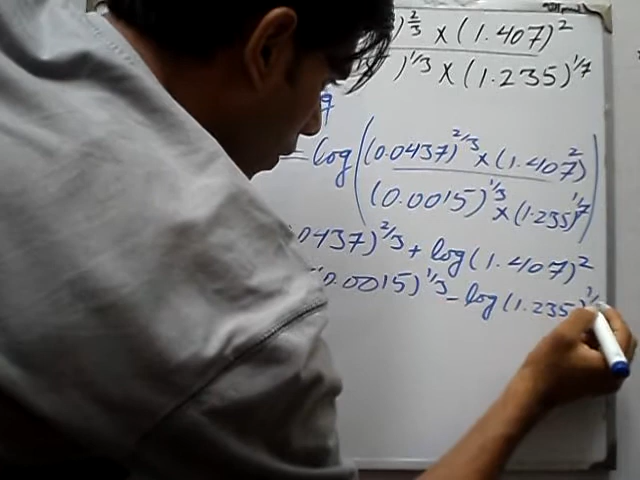 )^2/3 × (1.407)^2
)^1/3 × (1.235)^1/7
= log ( (0.0437)^2/3 × (1.407)^2
(0.0015)^1/3 × (1.235)^1/7 )
.0437)^2/3 + log (1.407)^2
(0.0015)^1/3 - log (1.235)